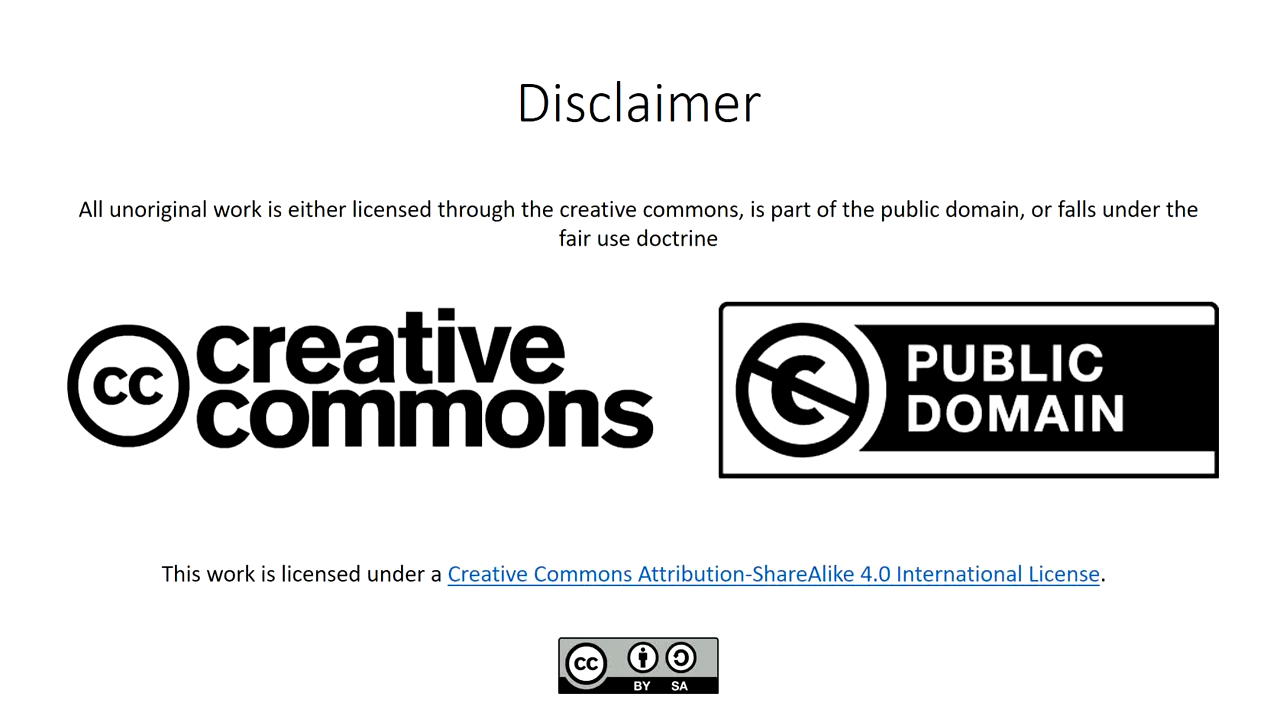 Disclaimer
All unoriginal work is either licensed through the creative commons, is part of the public domain, or falls under the
fair use doctrine
cc creative
commons
C PUBLIC
DOMAIN
This work is licensed under a Creative Commons Attribution-ShareAlike 4.0 International License.
cc
BY SA